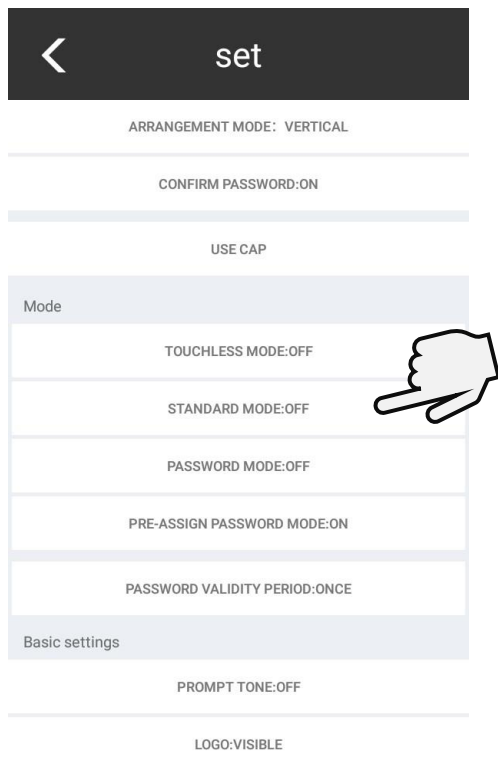 set
ARRANGEMENT MODE: VERTICAL
CONFIRM PASSWORD:ON
USE CAP
Mode
TOUCHLESS MODE:OFF
STANDARD MODE:OFF
PASSWORD MODE:OFF
PRE-ASSIGN PASSWORD MODE:ON
PASSWORD VALIDITY PERIOD:ONCE
Basic settings
PROMPT TONE:OFF
LOGO:VISIBLE